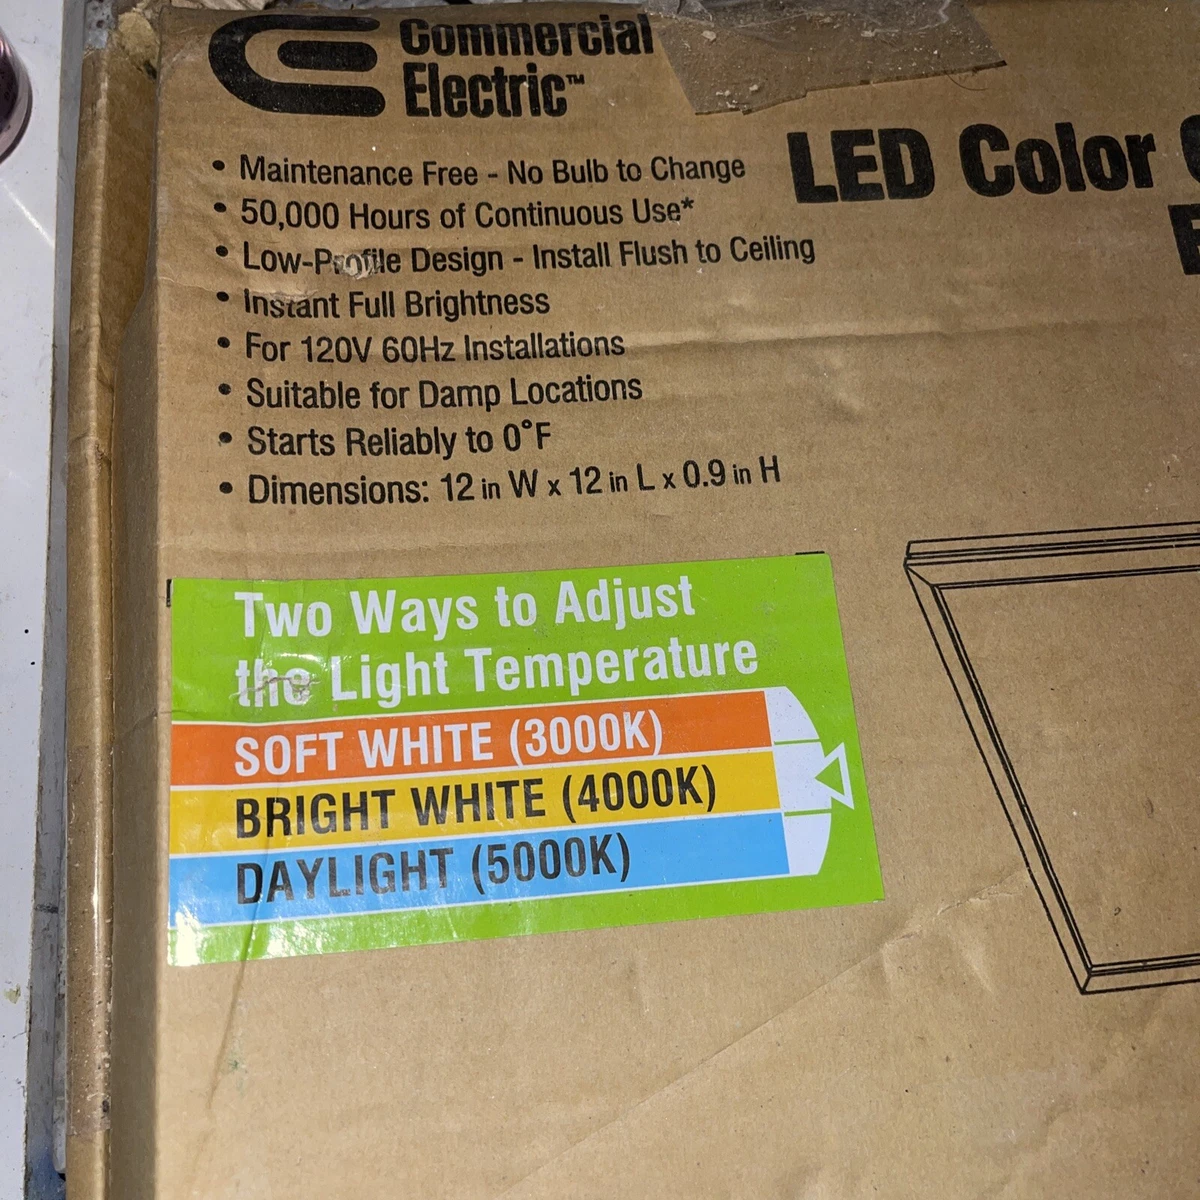 Commercial
Electric™
• Maintenance Free - No Bulb to Change
• 50,000 Hours of Continuous Use*
• Low-Profile Design - Install Flush to Ceiling
• Instant Full Brightness
• For 120V 60Hz Installations
• Suitable for Damp Locations
• Starts Reliably to 0°F
• Dimensions: 12 in W x 12 in L x 0.9 in H
LED Color
Two Ways to Adjust
the Light Temperature
SOFT WHITE (3000K)
BRIGHT WHITE (4000K)
DAYLIGHT (5000K)